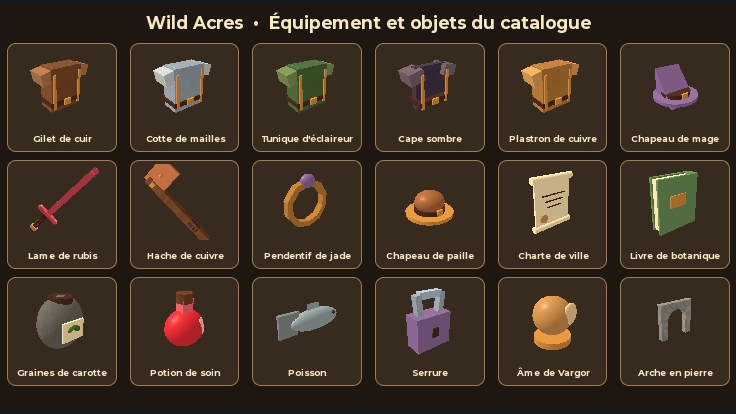 Wild Acres • Équipement et objets du catalogue
Gilet de cuir
Cotte de mailles
Tunique d'éclaireur
Cape sombre
Plastron de cuivre
Chapeau de mage
Lame de rubis
Hache de cuivre
Pendentif de jade
Chapeau de paille
Charte de ville
Livre de botanique
Graines de carotte
Potion de soin
Poisson
Serrure
Âme de Vargor
Arche en pierre